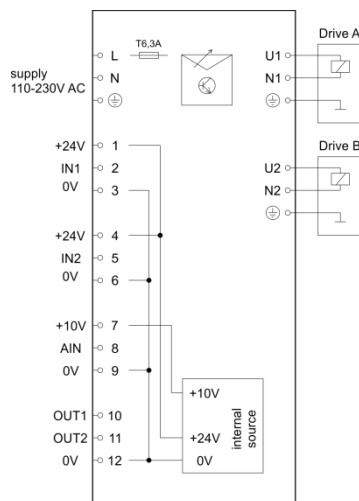 Drive A
L
T6,3A
U1
N
N1
supply
110-230V AC
Drive B
+24V 1
IN1 2
U2
0V 3
N2
+24V 4
IN2 5
0V 6
+10V 7
AIN 8
0V 9
+10V
OUT1 10
OUT2 11
+24V
0V 12
0V
internal
source